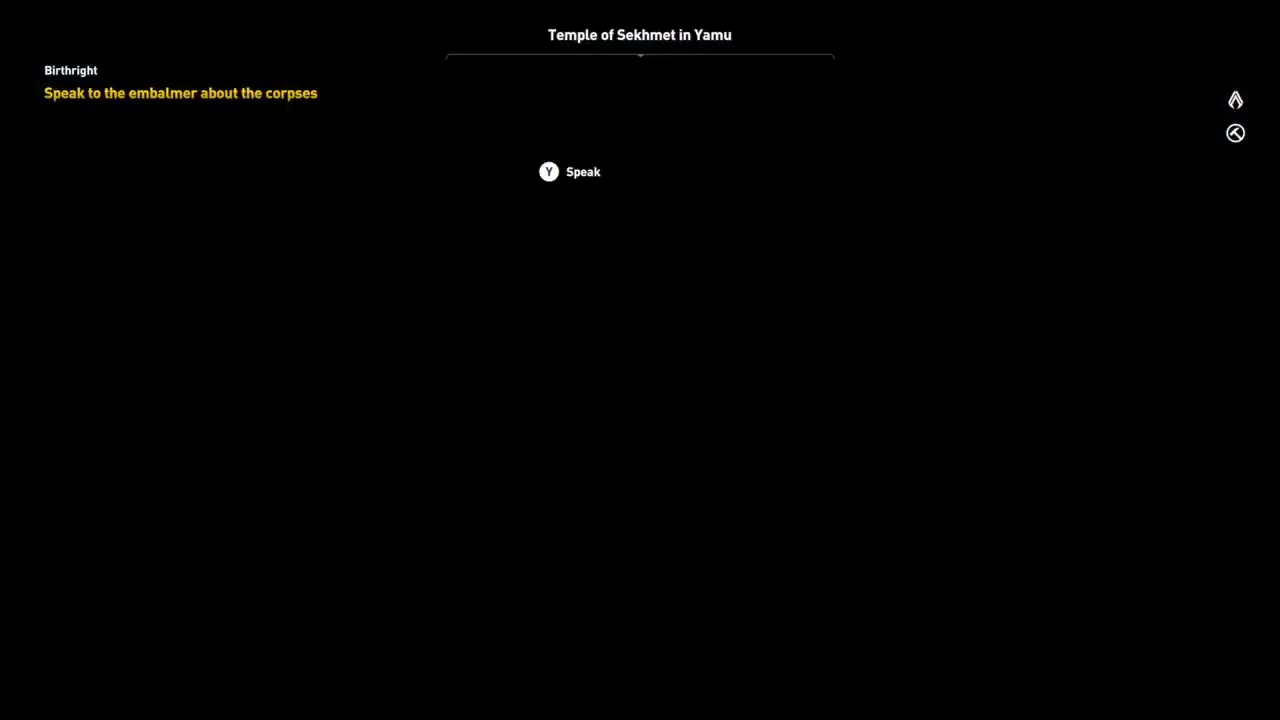 Temple of Sekhmet in Yamu
Birthright
Speak to the embalmer about the corpses
Y Speak